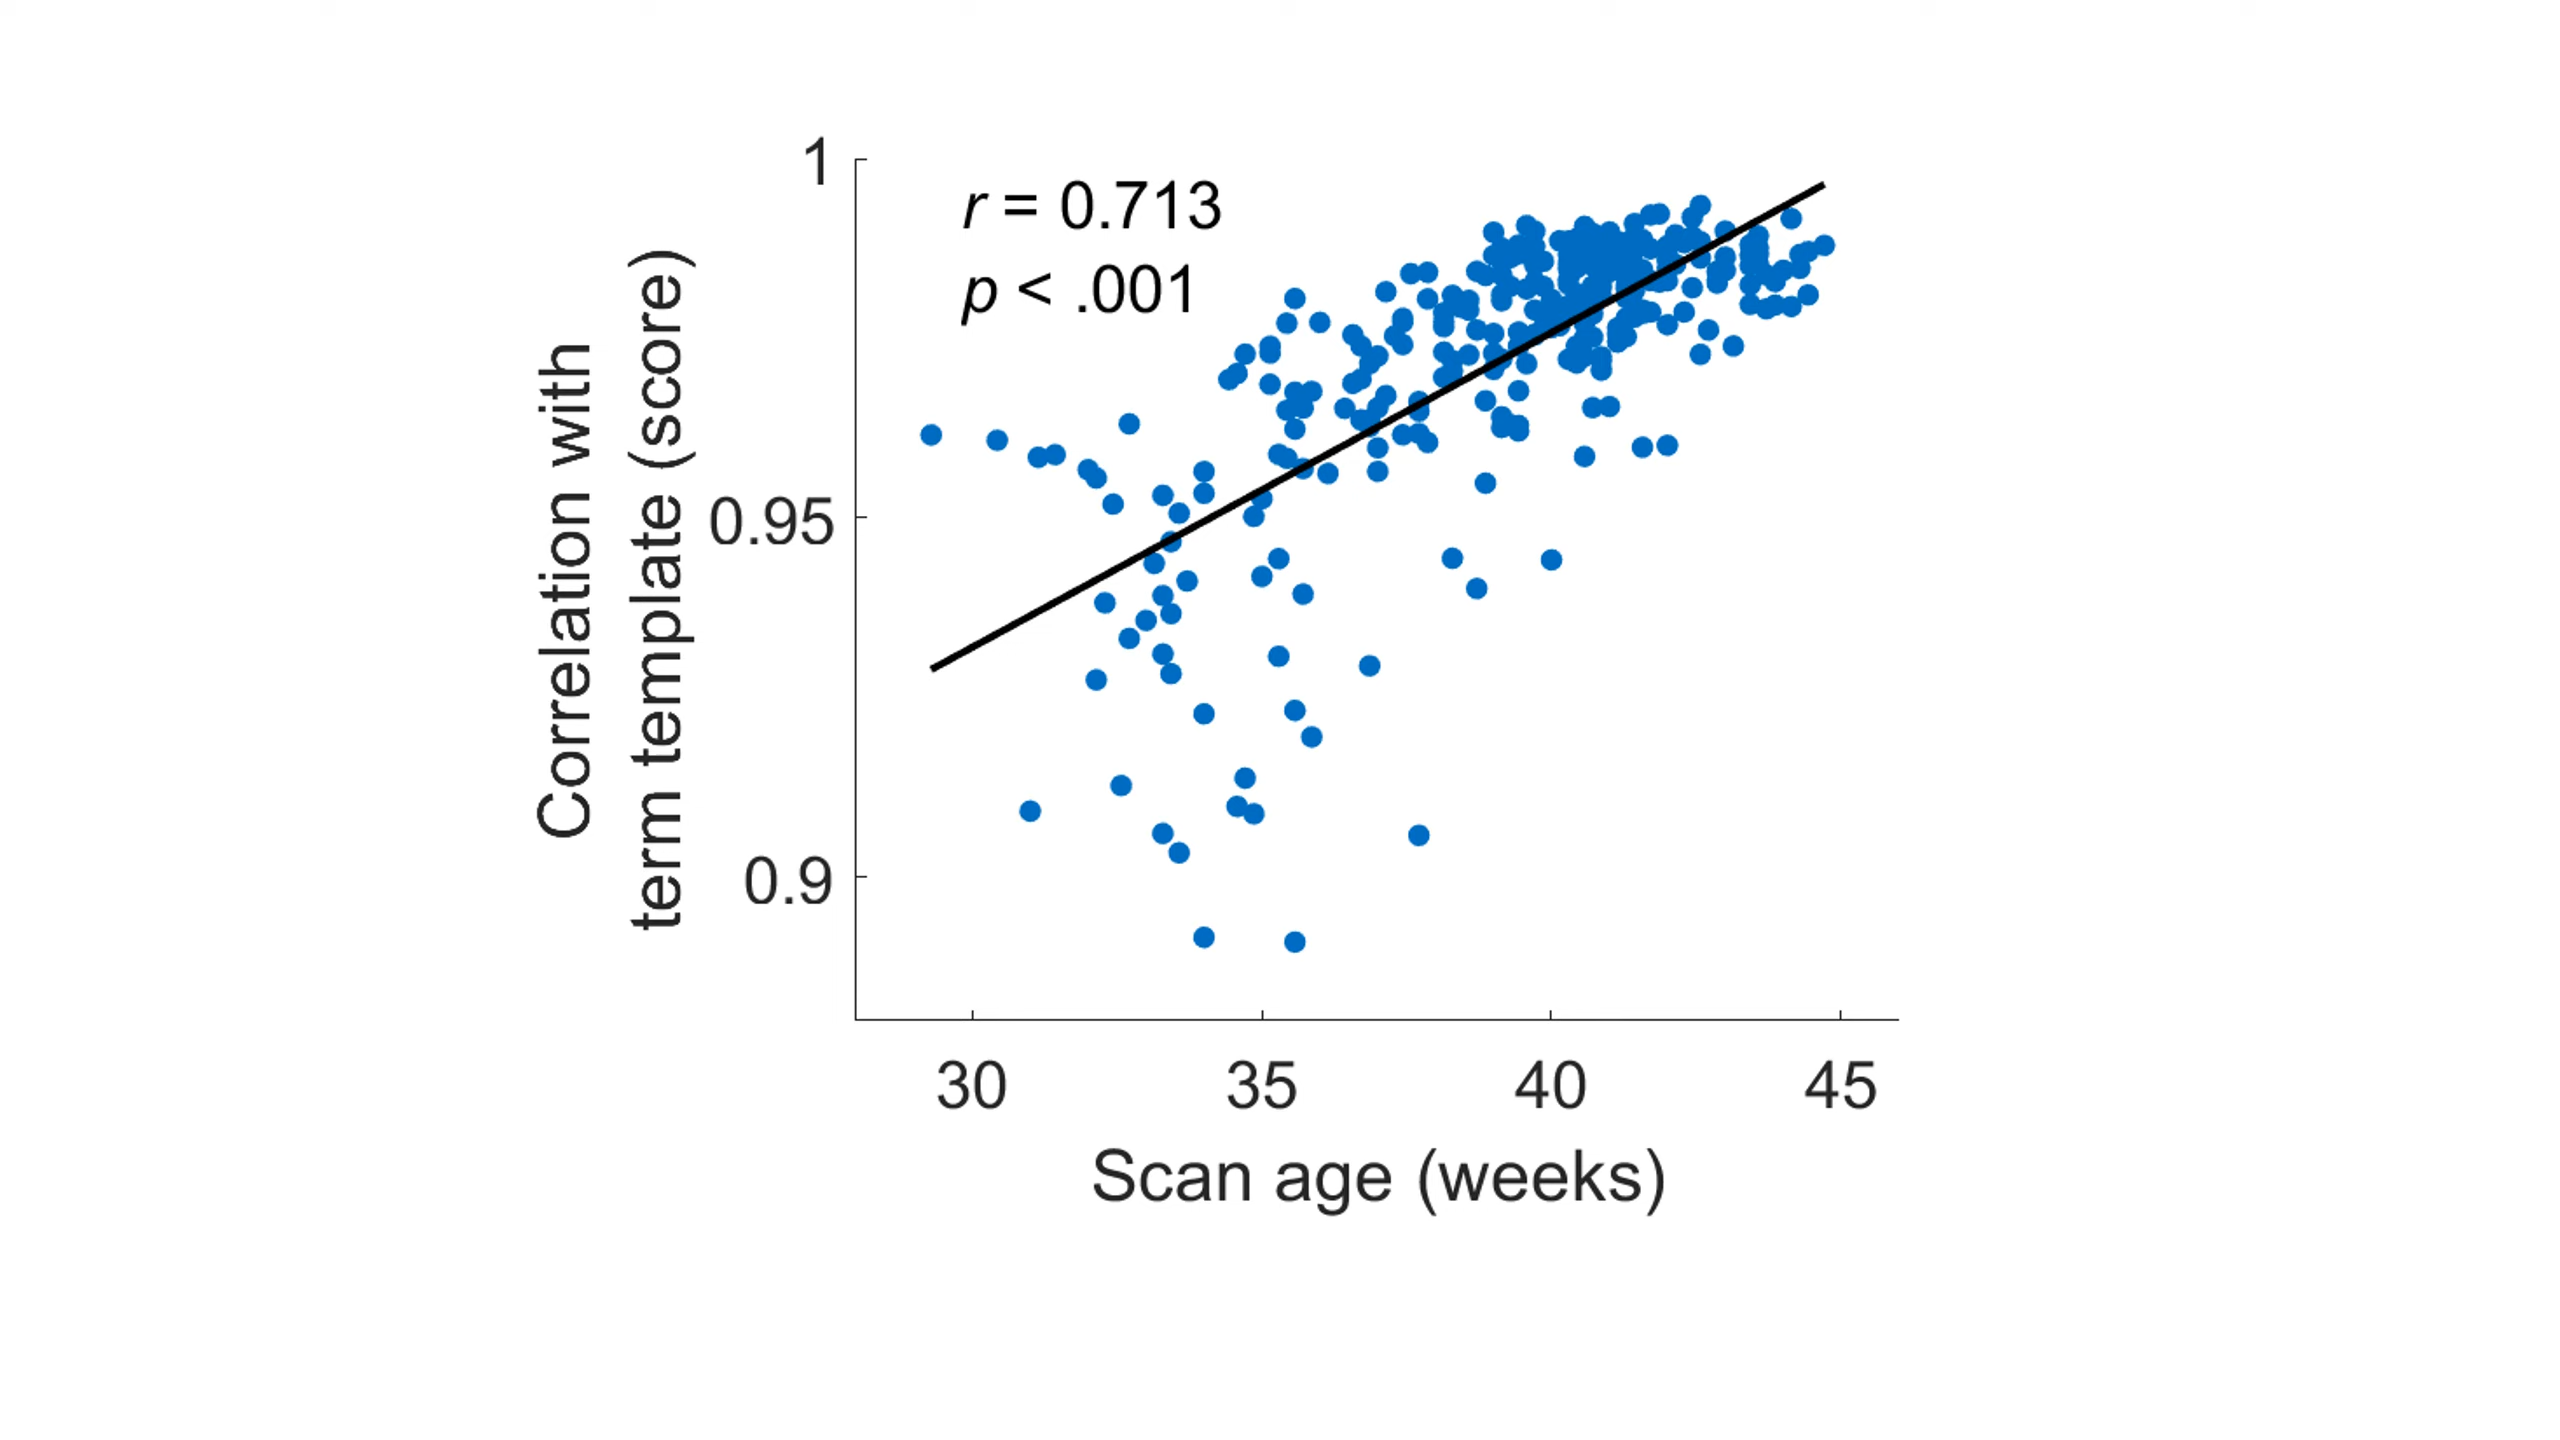 r = 0.713
p < .001
Correlation with
term template (score)
1
0.95
0.9
30 35 40 45
Scan age (weeks)